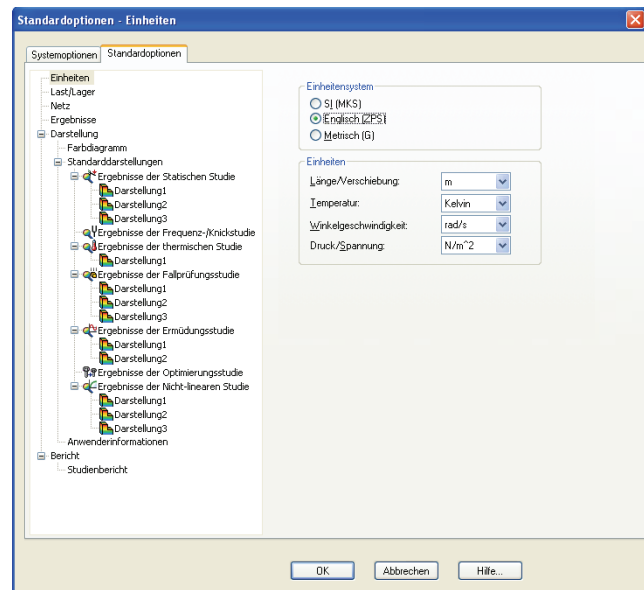 Standardoptionen - Einheiten
Systemoptionen
Standardoptionen
Einheiten
Last/Lager
Netz
Ergebnisse
Darstellung
Farbdiagramm
Standarddarstellungen
Ergebnisse der Statischen Studie
Darstellung1
Darstellung2
Darstellung3
Ergebnisse der Frequenz-/Knickstudie
Ergebnisse der thermischen Studie
Darstellung1
Ergebnisse der Fallprüfungsstudie
Darstellung1
Darstellung2
Darstellung3
Ergebnisse der Ermüdungsstudie
Darstellung1
Darstellung2
Ergebnisse der Optimierungsstudie
Ergebnisse der Nicht-linearen Studie
Darstellung1
Darstellung2
Darstellung3
Anwenderinformationen
Bericht
Studienbericht
Einheitensystem
SI (MKS)
Englisch (ZPS)
Metrisch (G)
Einheiten
Länge/Verschiebung: m
Temperatur: Kelvin
Winkelgeschwindigkeit: rad/s
Druck/Spannung: N/m^2
OK Abbrechen Hilfe...